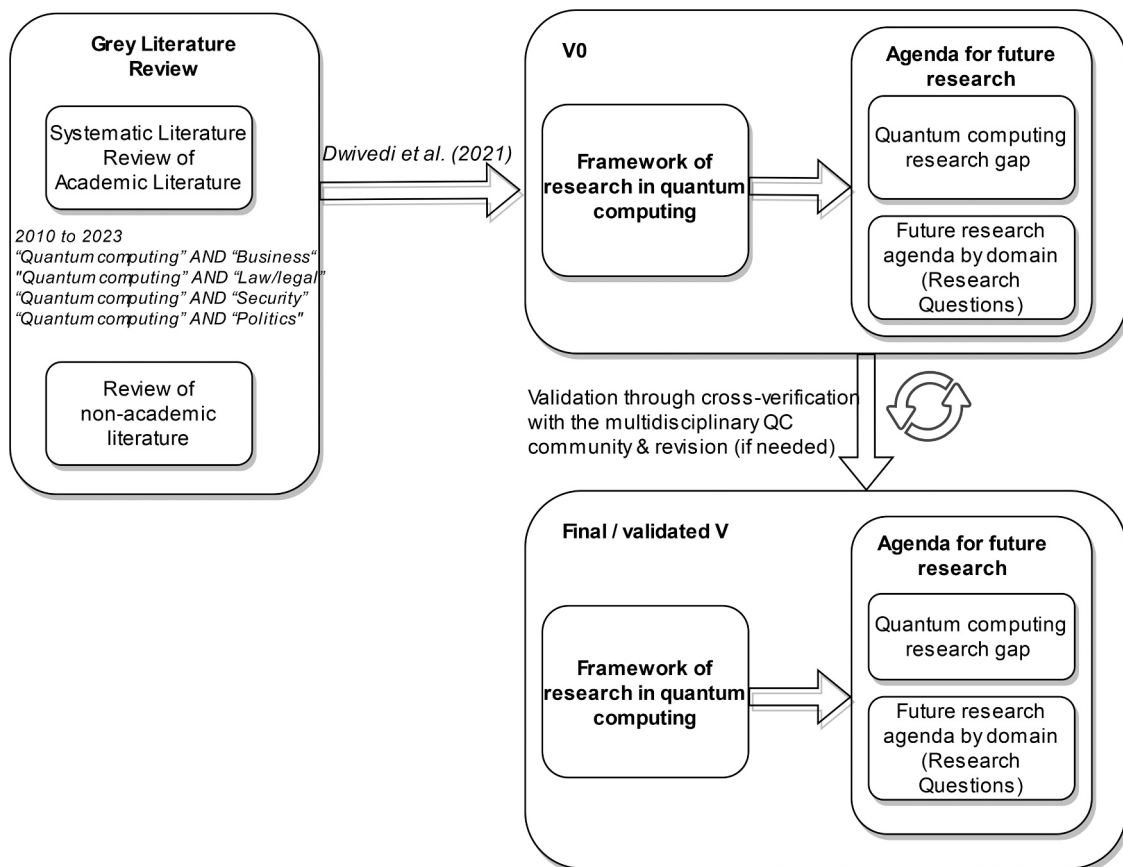 Grey Literature
Review
Systematic Literature
Review of
Academic Literature
2010 to 2023
“Quantum computing” AND “Business“
"Quantum computing” AND “Law/legal”
“Quantum computing” AND “Security”
“Quantum computing” AND “Politics"
Review of
non-academic
literature
Dwivedi et al. (2021)
V0
Framework of
research in quantum
computing
Agenda for future
research
Quantum computing
research gap
Future research
agenda by domain
(Research
Questions)
Validation through cross-verification
with the multidisciplinary QC
community & revision (if needed)
Final / validated V
Framework of
research in quantum
computing
Agenda for future
research
Quantum computing
research gap
Future research
agenda by domain
(Research
Questions)